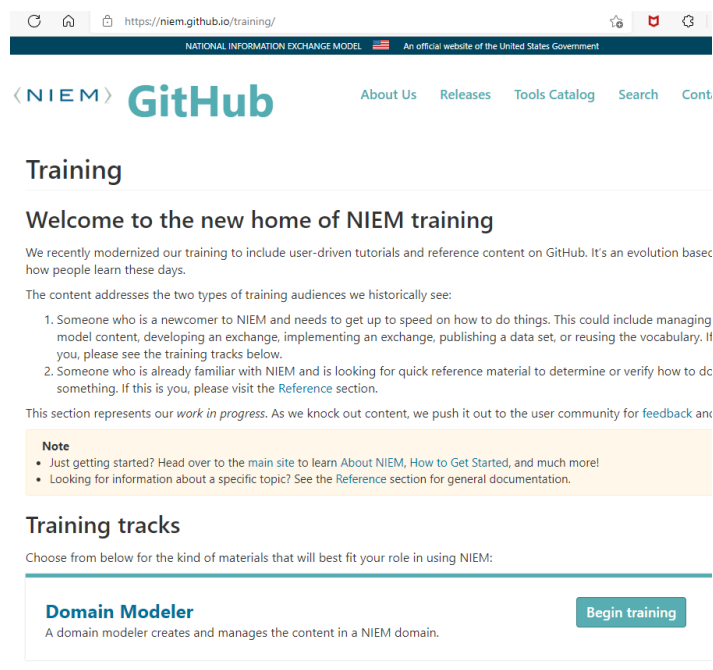 https://niem.github.io/training/
NATIONAL INFORMATION EXCHANGE MODEL An official website of the United States Government
〈NIEM〉 GitHub About Us Releases Tools Catalog Search Conta
Training
Welcome to the new home of NIEM training
We recently modernized our training to include user-driven tutorials and reference content on GitHub. It's an evolution based
how people learn these days.
The content addresses the two types of training audiences we historically see:
1. Someone who is a newcomer to NIEM and needs to get up to speed on how to do things. This could include managing
model content, developing an exchange, implementing an exchange, publishing a data set, or reusing the vocabulary. If
you, please see the training tracks below.
2. Someone who is already familiar with NIEM and is looking for quick reference material to determine or verify how to do
something. If this is you, please visit the Reference section.
This section represents our work in progress. As we knock out content, we push it out to the user community for feedback and
Note
• Just getting started? Head over to the main site to learn About NIEM, How to Get Started, and much more!
• Looking for information about a specific topic? See the Reference section for general documentation.
Training tracks
Choose from below for the kind of materials that will best fit your role in using NIEM:
Domain Modeler Begin training
A domain modeler creates and manages the content in a NIEM domain.